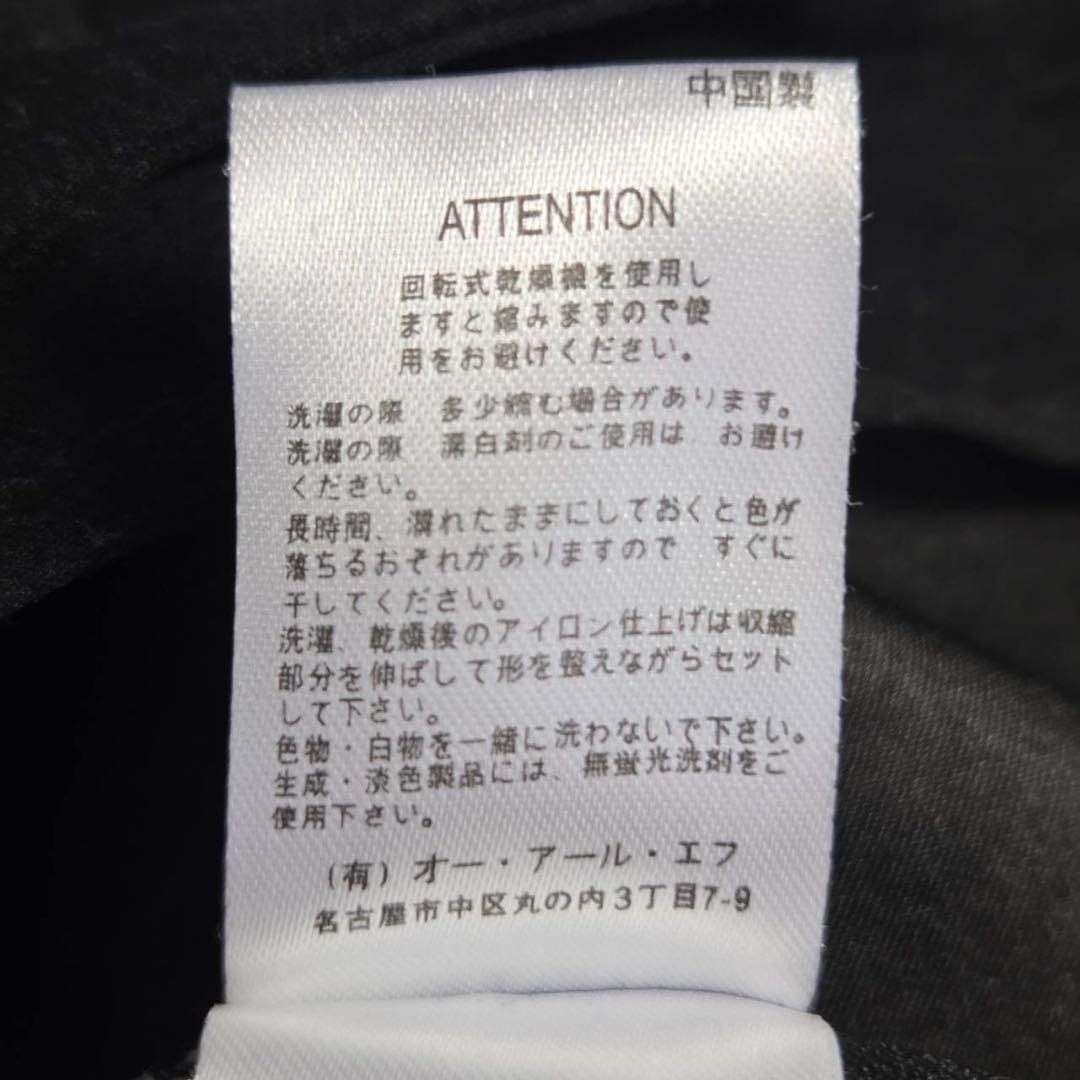 中國製
ATTENTION
回転式乾燥機を使用し
ますと縮みますので使
用をお避けください。
洗濯の際　多少縮む場合があります。
洗濯の際　漂白剤のご使用は　お避け
ください。
長時間、濡れたままにしておくと色が
落ちるおそれがありますので　すぐに
干してください。
洗濯、乾燥後のアイロン仕上げは収縮
部分を伸ばして形を整えながらセット
して下さい。
色物・白物を一緒に洗わないで下さい。
生成・淡色製品には、無蛍光洗剤をご
使用下さい。
(有)オー・アール・エフ
名古屋市中区丸の内3丁目7-9